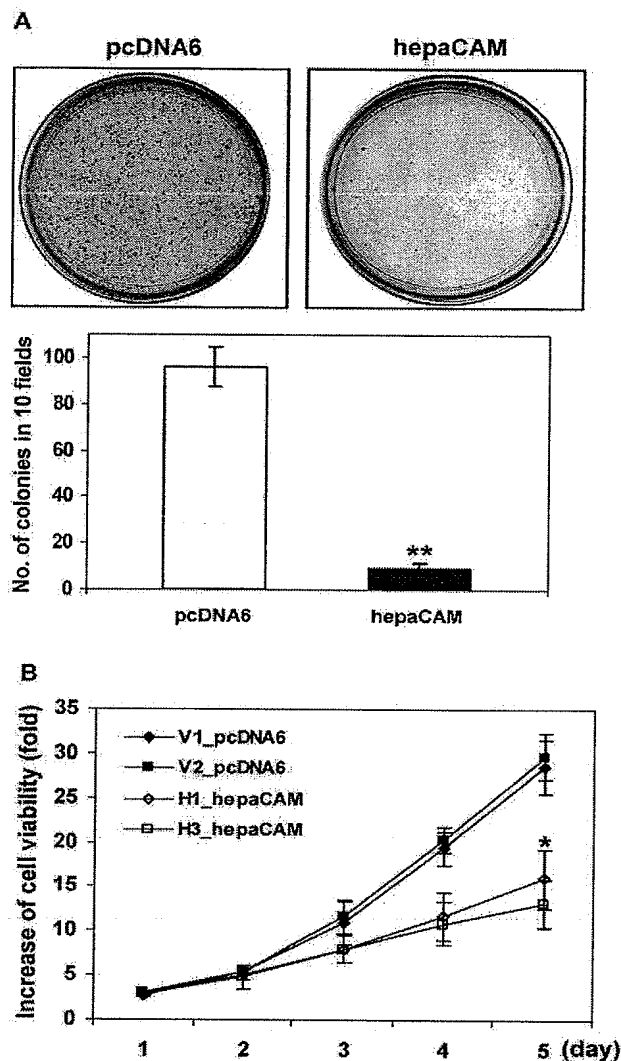 A
pcDNA6 hepaCAM
No. of colonies in 10 fields
100
80
60
40
20
0
**
pcDNA6 hepaCAM
B
Increase of cell viability (fold)
35
30
25
20
15
10
5
0
V1_pcDNA6
V2_pcDNA6
H1_hepaCAM
H3_hepaCAM
*
1 2 3 4 5 (day)